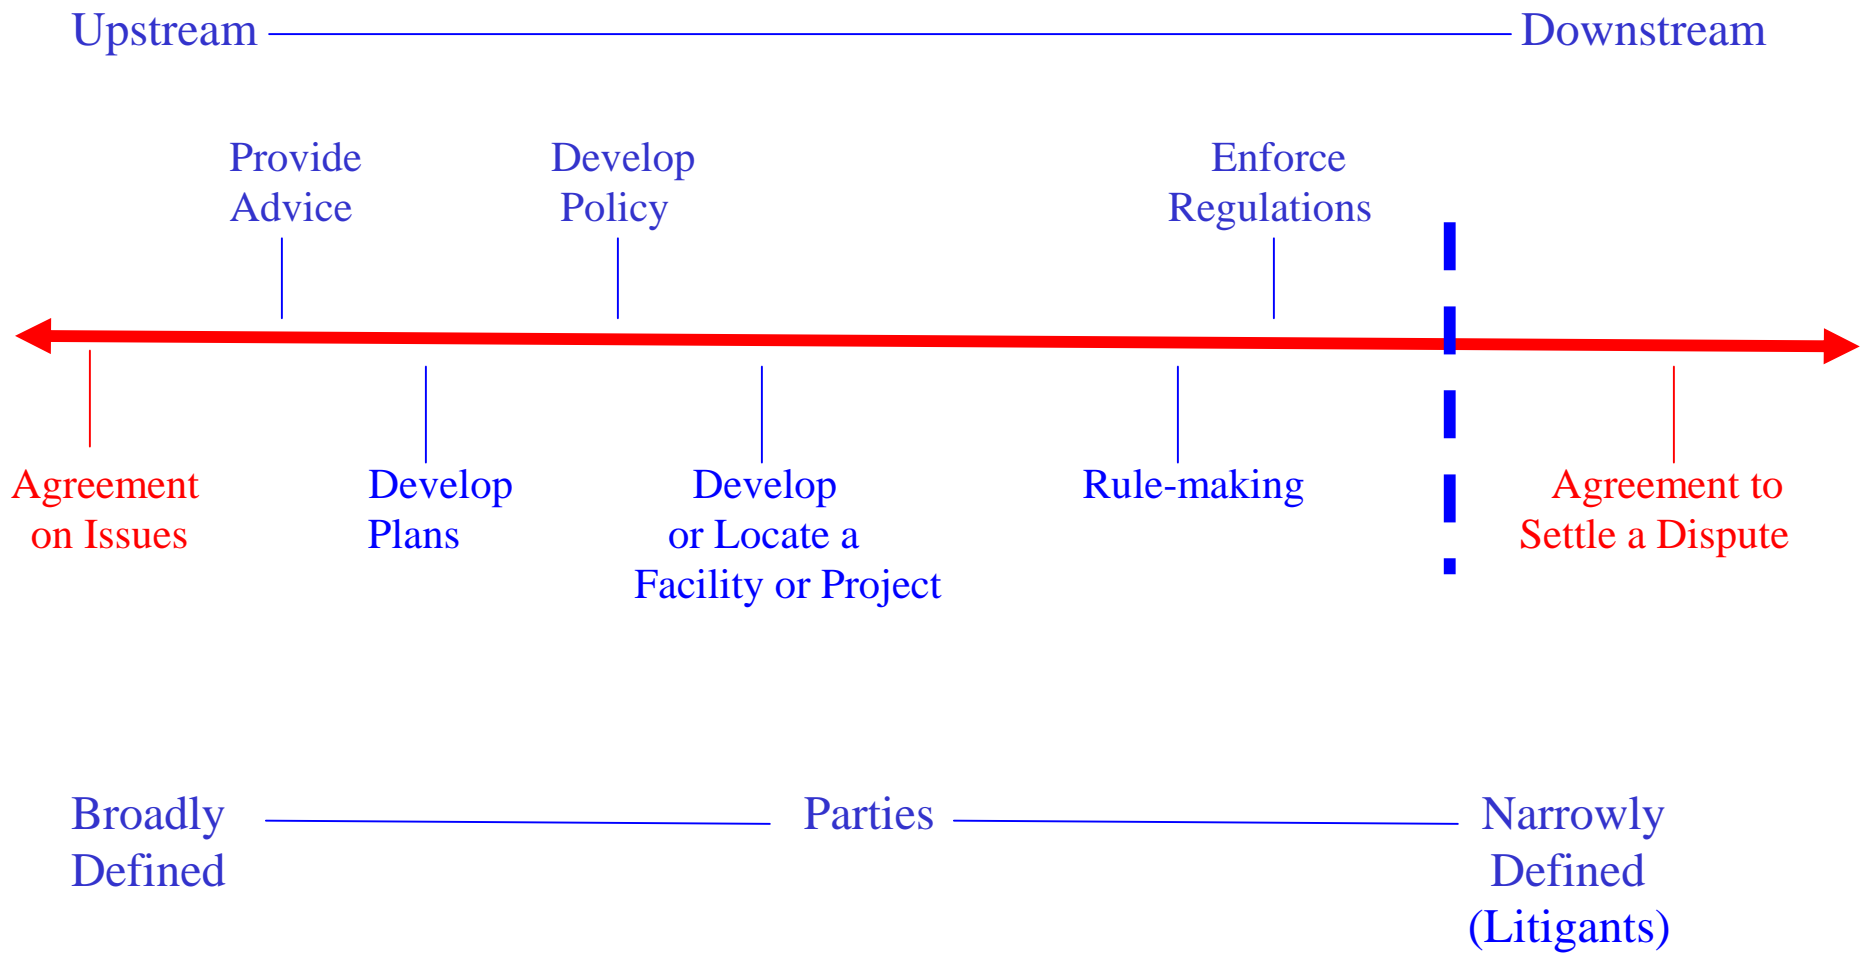 Upstream
Downstream
Provide
Advice
Develop
Policy
Enforce
Regulations
Agreement
on Issues
Develop
Plans
Develop
or Locate a
Facility or Project
Rule-making
Agreement to
Settle a Dispute
Broadly
Defined
Parties
Narrowly
Defined
(Litigants)